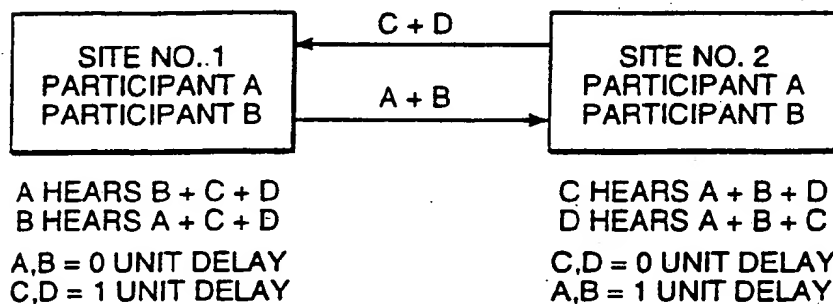 C + D
SITE NO..1
PARTICIPANT A
PARTICIPANT B
A + B
SITE NO. 2
PARTICIPANT A
PARTICIPANT B
A HEARS B + C + D
B HEARS A + C + D
A,B = 0 UNIT DELAY
C,D = 1 UNIT DELAY
C HEARS A + B + D
D HEARS A + B + C
C,D = 0 UNIT DELAY
A,B = 1 UNIT DELAY